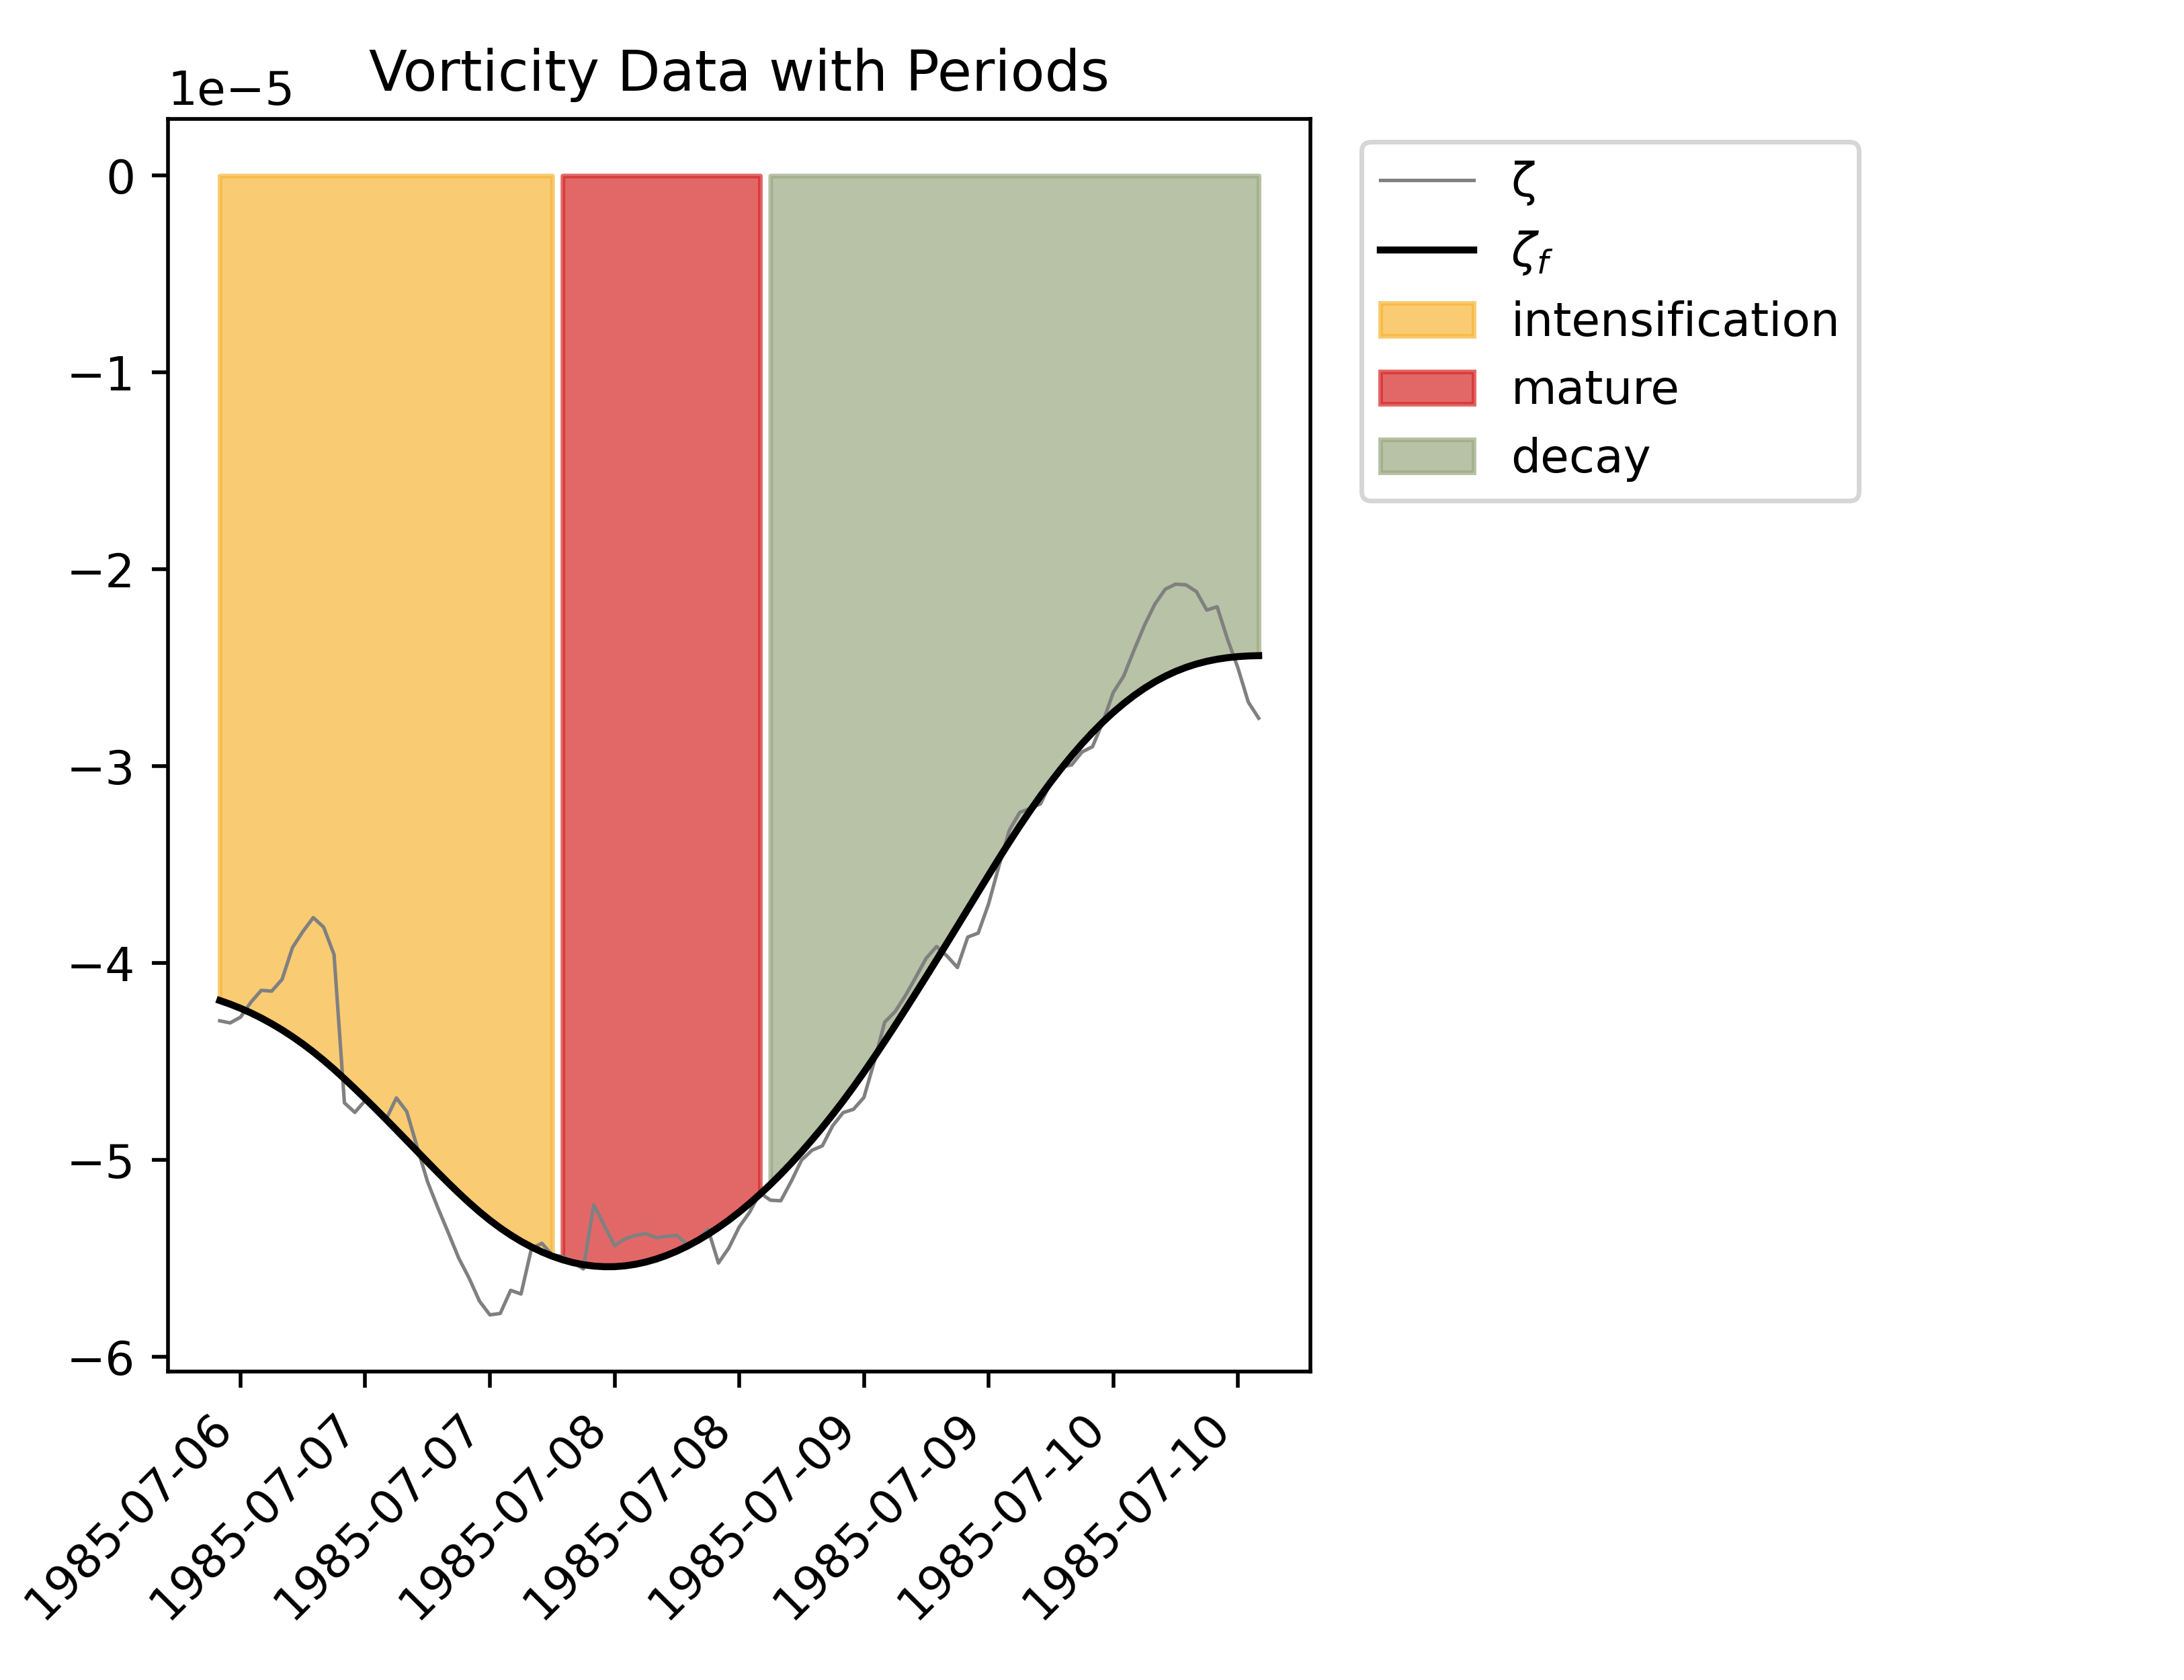 Vorticity Data with Periods
1e−5
0
−1
−2
−3
−4
−5
−6
1985-07-06
1985-07-07
1985-07-07
1985-07-08
1985-07-08
1985-07-09
1985-07-09
1985-07-10
1985-07-10
ζ
ζf
intensification
mature
decay